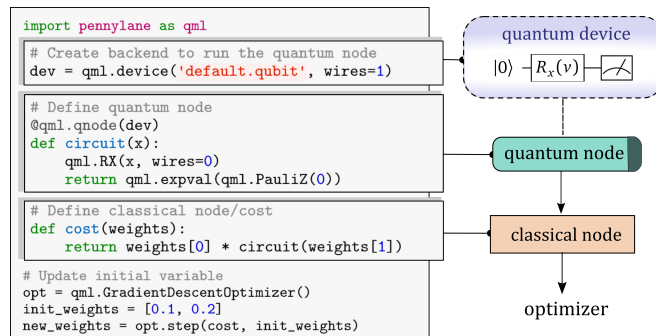 import pennylane as qml
# Create backend to run the quantum node
dev = qml.device('default.qubit', wires=1)
# Define quantum node
@qml.qnode(dev)
def circuit(x):
    qml.RX(x, wires=0)
    return qml.expval(qml.PauliZ(0))
# Define classical node/cost
def cost(weights):
    return weights[0] * circuit(weights[1])
# Update initial variable
opt = qml.GradientDescentOptimizer()
init_weights = [0.1, 0.2]
new_weights = opt.step(cost, init_weights)
quantum device
|0⟩ Rx(v)
quantum node
classical node
optimizer